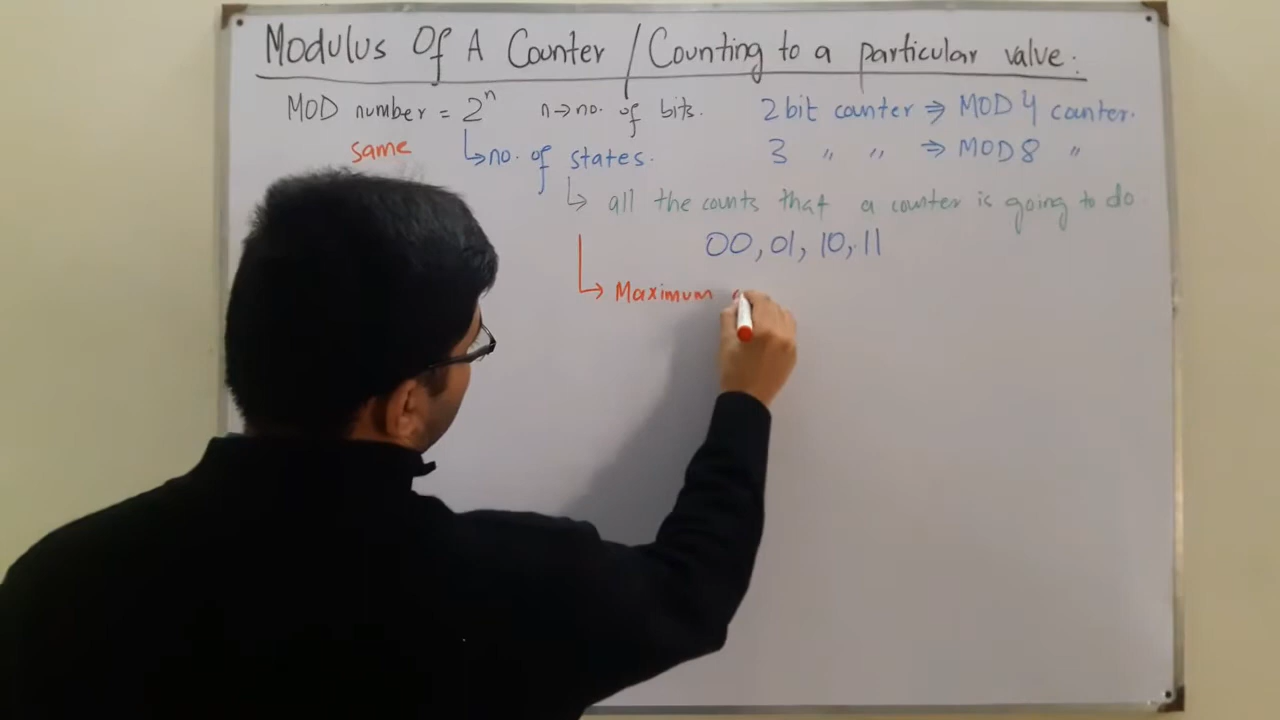 Modulus Of A Counter / Counting to a particular value:
MOD number = 2^n n→no. of bits. 2 bit counter ⇒ MOD 4 counter.
same ↳no. of states. 3 " " ⇒ MOD 8 "
↳ all the counts that a counter is going to do
00, 01, 10, 11
↳ Maximum